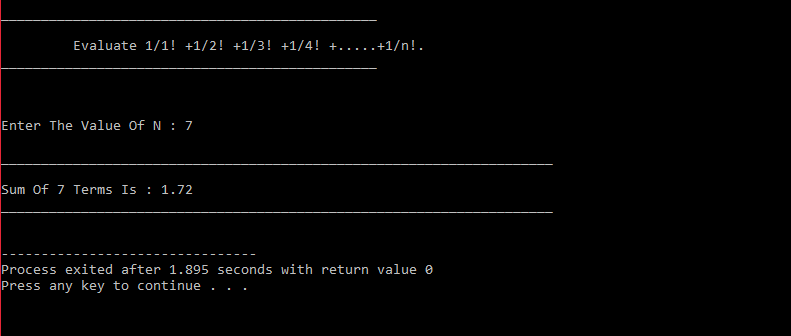 Evaluate 1/1! +1/2! +1/3! +1/4! +.....+1/n!.
Enter The Value Of N : 7
Sum Of 7 Terms Is : 1.72
--------------------------------
Process exited after 1.895 seconds with return value 0
Press any key to continue . . .